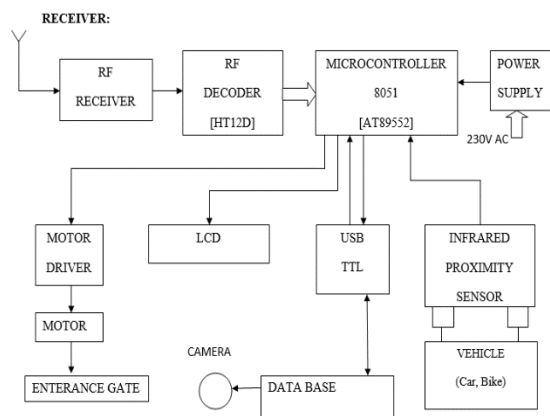 RECEIVER:
RF
RECEIVER
RF
DECODER
[HT12D]
MICROCONTROLLER
8051
[AT89552]
POWER
SUPPLY
230V AC
MOTOR
DRIVER
LCD
USB
TTL
INFRARED
PROXIMITY
SENSOR
MOTOR
ENTERANCE GATE
CAMERA
DATA BASE
VEHICLE
(Car, Bike)